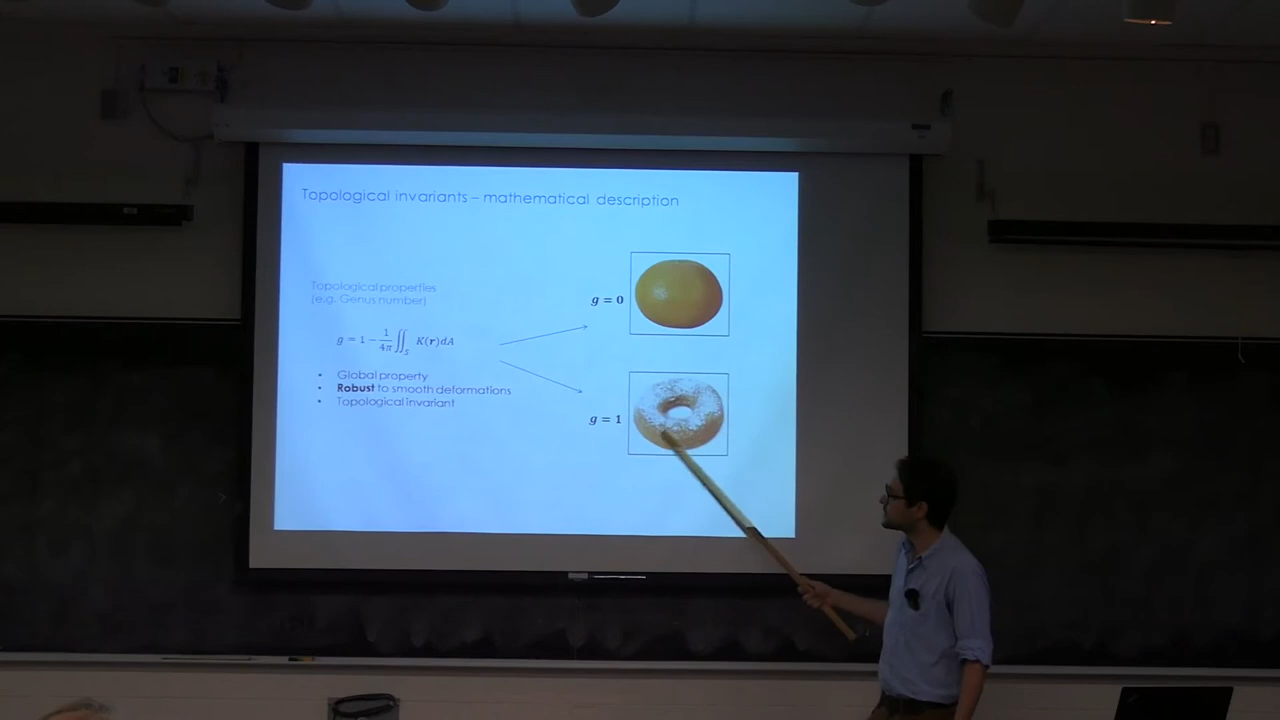 Topological invariants – mathematical description
Topological properties
(e.g. Genus number)
g = 1 − 1/4π ∬_S K(r)dA
• Global property
• Robust to smooth deformations
• Topological invariant
g = 0
g = 1